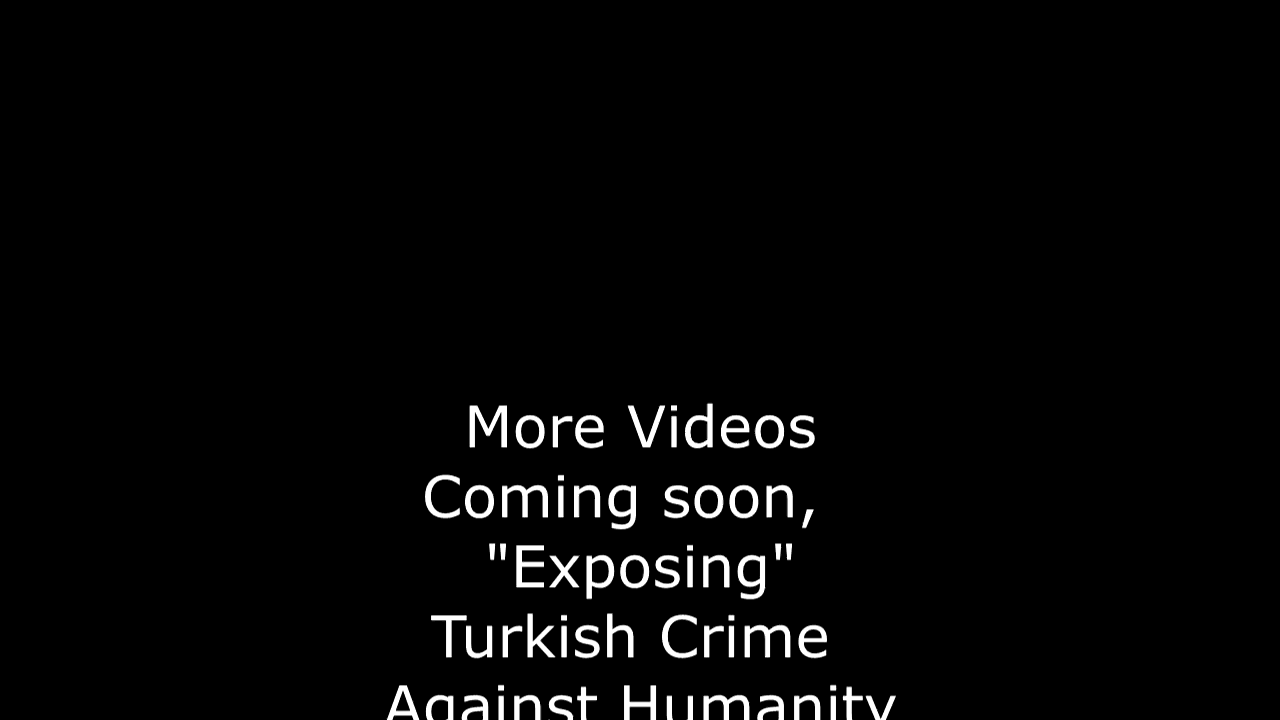 More Videos
Coming soon,
"Exposing"
Turkish Crime
Against Humanity